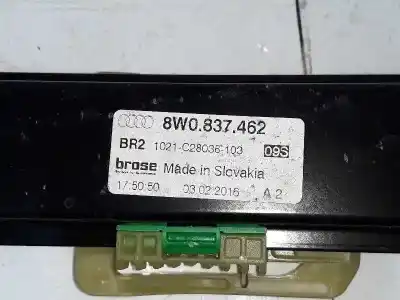 8W0.837.462
BR2 1021-C28036-103 09S
brose Made in Slovakia
17:50:50 03.02.2016 A 2